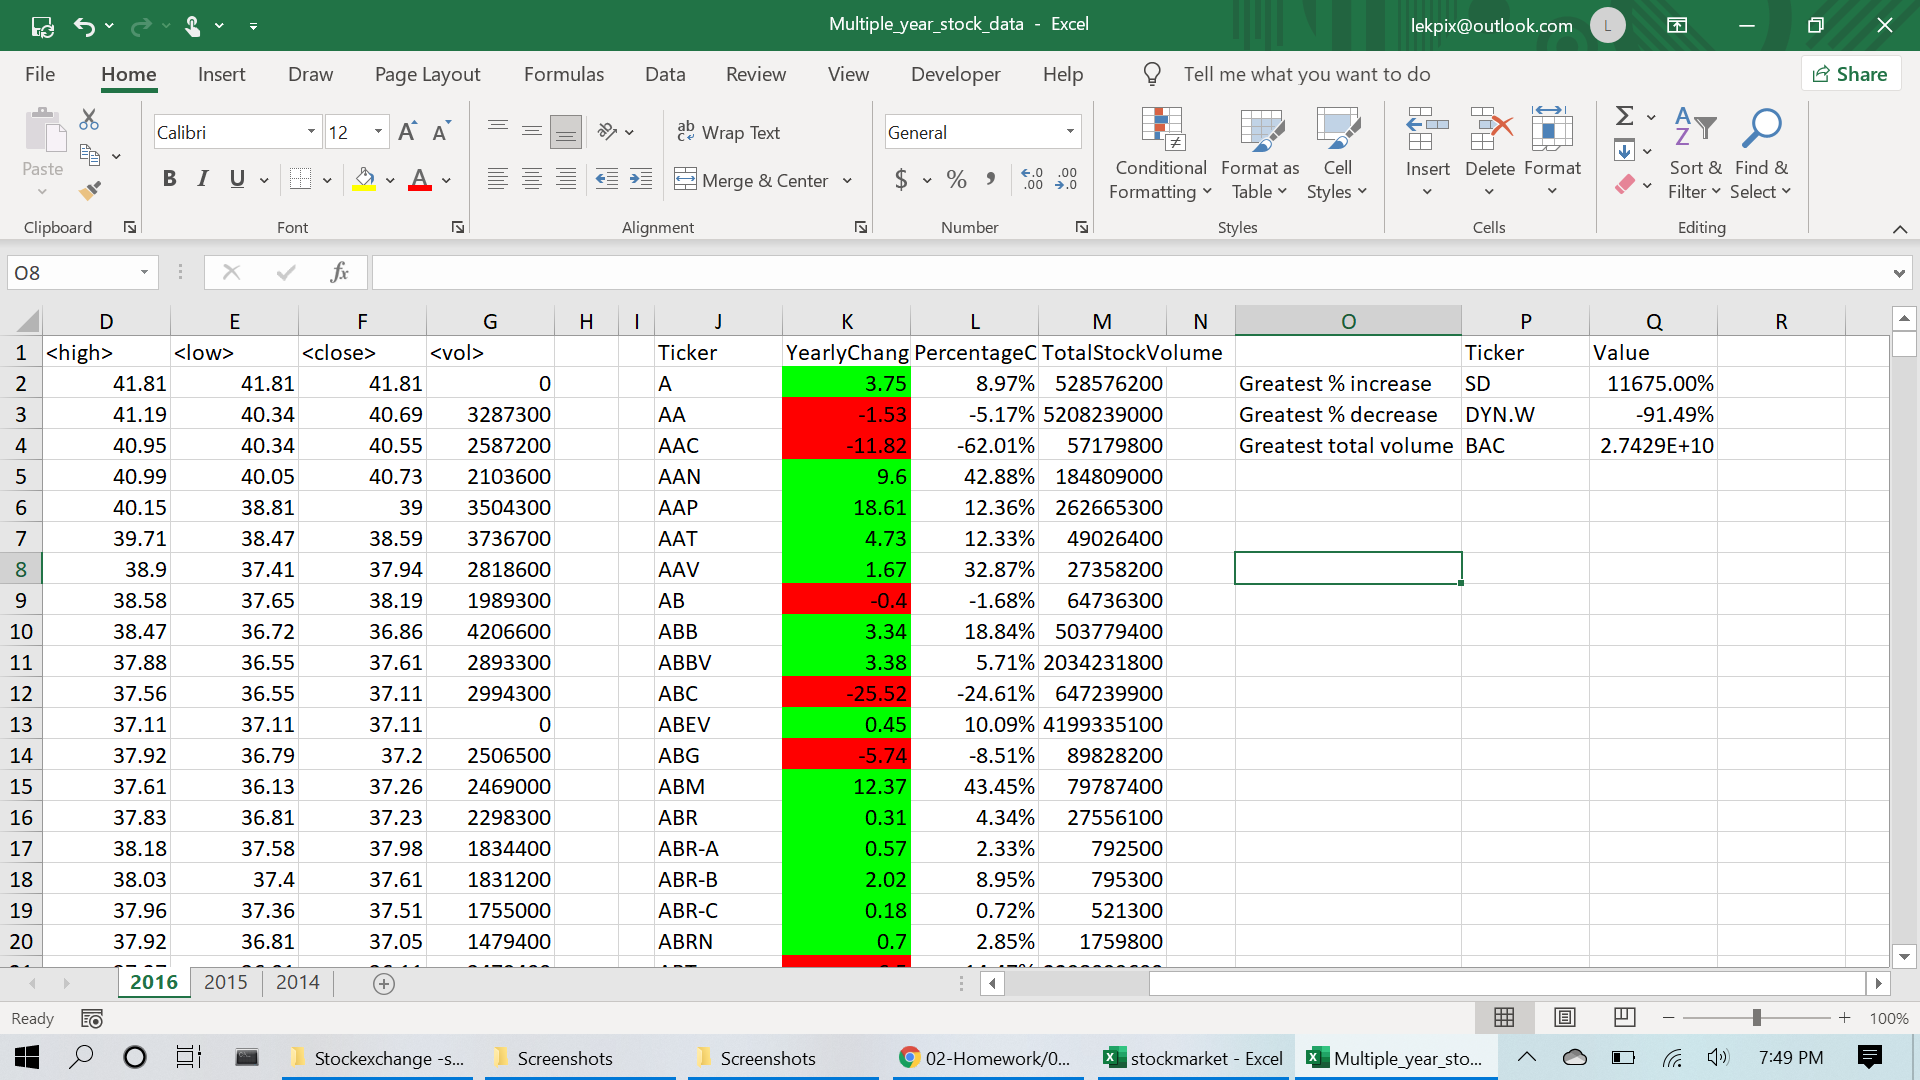 Multiple_year_stock_data - Excel
lekpix@outlook.com
L
File Home Insert Draw Page Layout Formulas Data Review View Developer Help Tell me what you want to do Share
Paste
Clipboard
Calibri 12
B I U
Font
Wrap Text
Merge & Center
Alignment
General
$ % ,
Number
Conditional Formatting
Format as Table
Cell Styles
Styles
Insert Delete Format
Cells
Sort & Filter
Find & Select
Editing
O8
fx
D E F G H I J K L M N O P Q R
1 <high> <low> <close> <vol> Ticker YearlyChang PercentageC TotalStockVolume Ticker Value
2 41.81 41.81 41.81 0 A 3.75 8.97% 528576200 Greatest % increase SD 11675.00%
3 41.19 40.34 40.69 3287300 AA -1.53 -5.17% 5208239000 Greatest % decrease DYN.W -91.49%
4 40.95 40.34 40.55 2587200 AAC -11.82 -62.01% 57179800 Greatest total volume BAC 2.7429E+10
5 40.99 40.05 40.73 2103600 AAN 9.6 42.88% 184809000
6 40.15 38.81 39 3504300 AAP 18.61 12.36% 262665300
7 39.71 38.47 38.59 3736700 AAT 4.73 12.33% 49026400
8 38.9 37.41 37.94 2818600 AAV 1.67 32.87% 27358200
9 38.58 37.65 38.19 1989300 AB -0.4 -1.68% 64736300
10 38.47 36.72 36.86 4206600 ABB 3.34 18.84% 503779400
11 37.88 36.55 37.61 2893300 ABBV 3.38 5.71% 2034231800
12 37.56 36.55 37.11 2994300 ABC -25.52 -24.61% 647239900
13 37.11 37.11 37.11 0 ABEV 0.45 10.09% 4199335100
14 37.92 36.79 37.2 2506500 ABG -5.74 -8.51% 89828200
15 37.61 36.13 37.26 2469000 ABM 12.37 43.45% 79787400
16 37.83 36.81 37.23 2298300 ABR 0.31 4.34% 27556100
17 38.18 37.58 37.98 1834400 ABR-A 0.57 2.33% 792500
18 38.03 37.4 37.61 1831200 ABR-B 2.02 8.95% 795300
19 37.96 37.36 37.51 1755000 ABR-C 0.18 0.72% 521300
20 37.92 36.81 37.05 1479400 ABRN 0.7 2.85% 1759800
2016 2015 2014
Ready
100%
Stockexchange -s... Screenshots Screenshots 02-Homework/0... stockmarket - Excel Multiple_year_sto... 7:49 PM